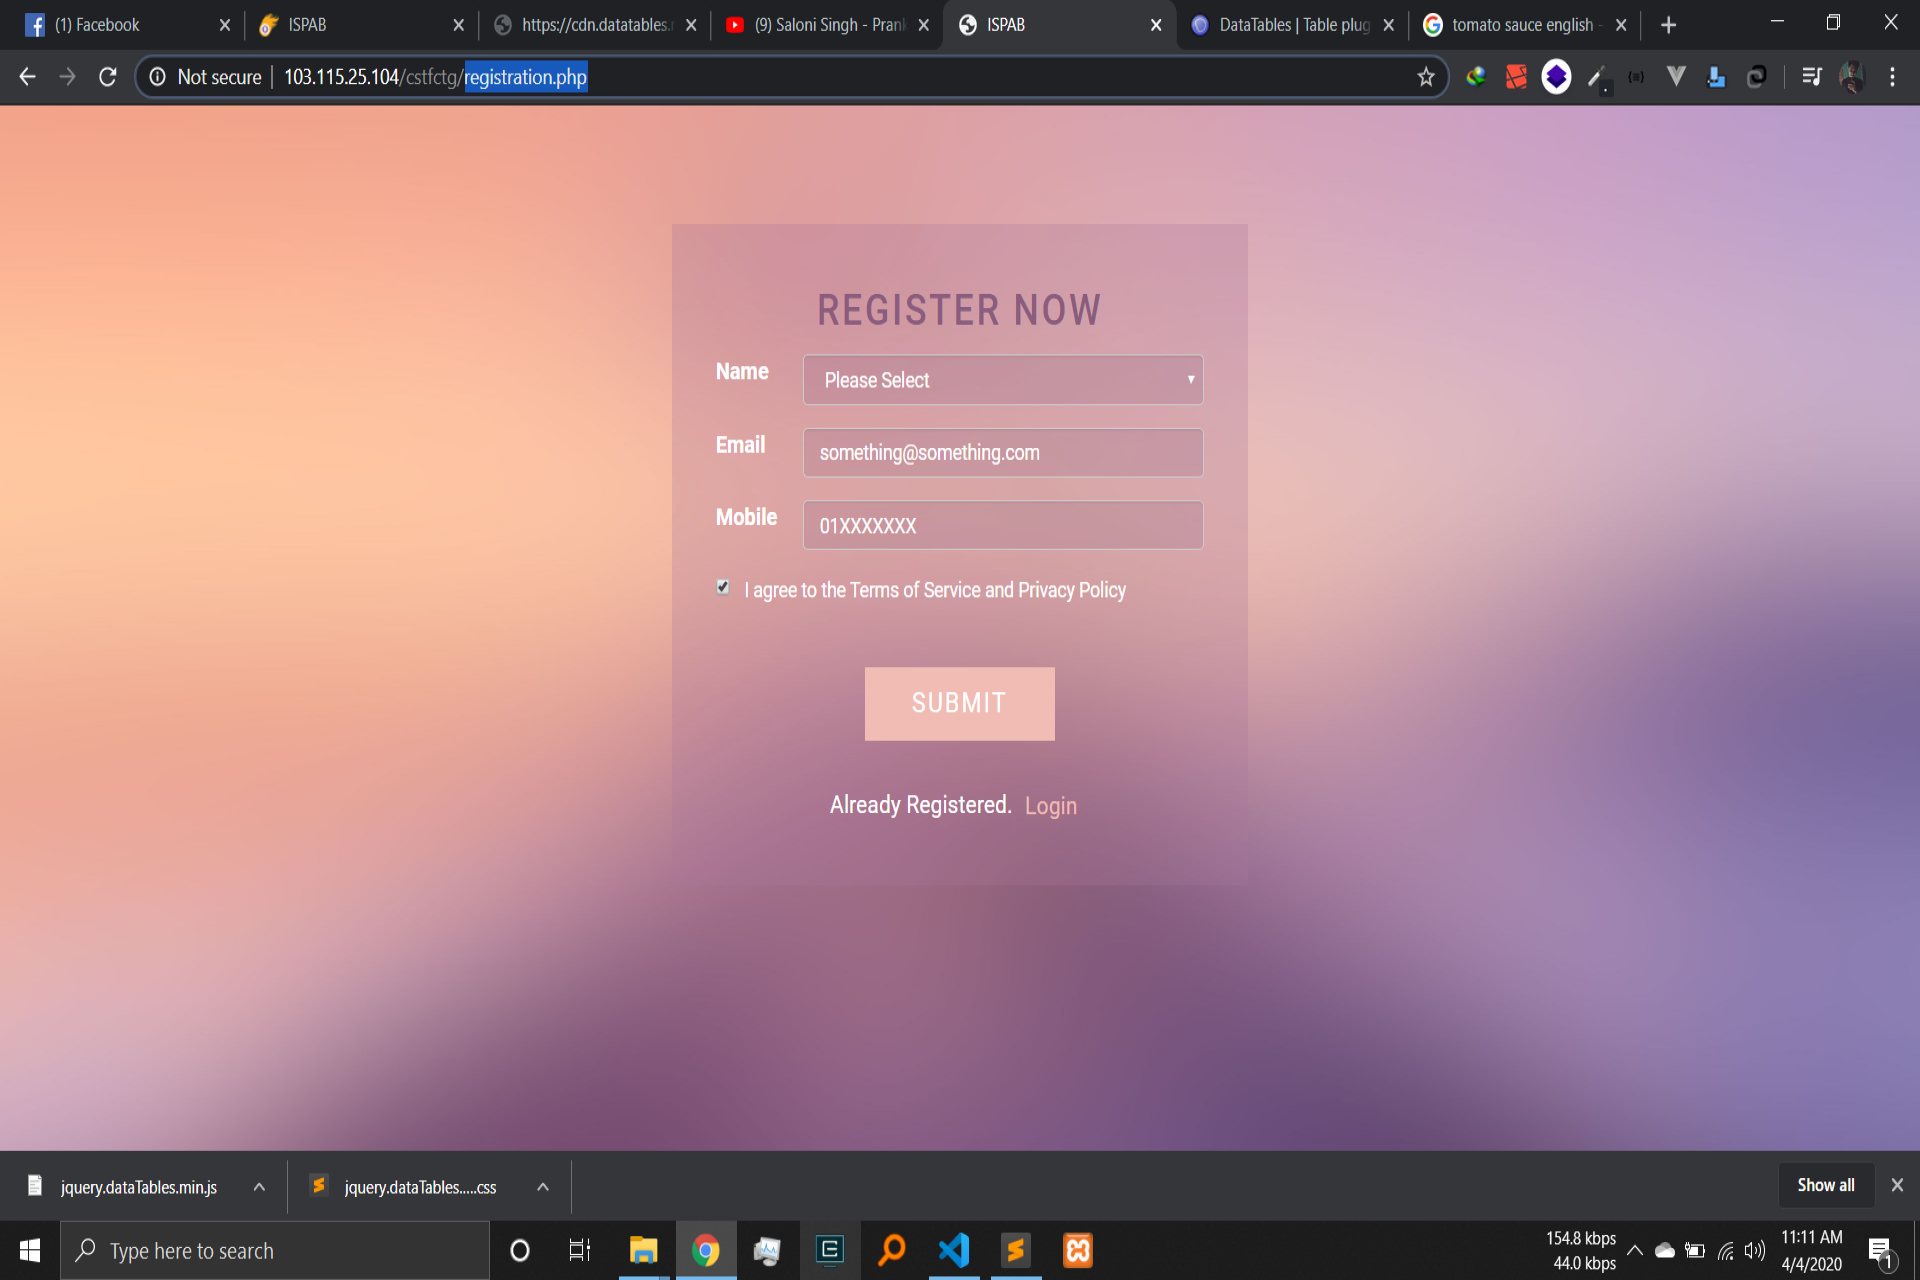 (1) Facebook
ISPAB
https://cdn.datatables.
(9) Saloni Singh - Prank
ISPAB
DataTables | Table plug
tomato sauce english -
Not secure
103.115.25.104/cstfctg/registration.php
REGISTER NOW
Name
Please Select
Email
something@something.com
Mobile
01XXXXXXX
I agree to the Terms of Service and Privacy Policy
SUBMIT
Already Registered. Login
jquery.dataTables.min.js
jquery.dataTables.....css
Show all
Type here to search
154.8 kbps
44.0 kbps
11:11 AM
4/4/2020
1